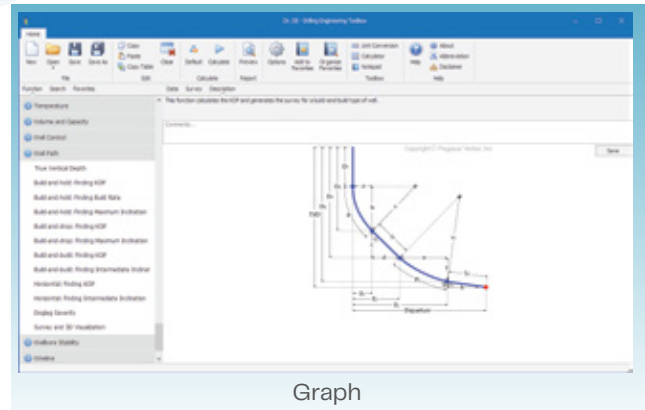 Dr. DE - Drilling Engineering Toolbox
Home
New Open Save Save As
Copy
Paste
Copy Table
Clear Default Calculate Preview Options Add to Favorites Organize Favorites
Unit Conversion
Calculator
Notepad
Help
About
Abbreviation
Disclaimer
File Edit Calculate Report Toolbox Help
Function Search Favorites
Data Survey Description
This function calculates the KOP and generates the survey for a build-and-build type of well.
Comments...
Save
Copyright © Pegasus Vertex, Inc.
Temperature
Volume and Capacity
Well Control
Well Path
True Vertical Depth
Build-and-hold: Finding KOP
Build-and-hold: Finding Build Rate
Build-and-hold: Finding Maximum Inclination
Build-and-drop: Finding KOP
Build-and-drop: Finding Maximum Inclination
Build-and-build: Finding KOP
Build-and-build: Finding Intermediate Inclinat
Horizontal: Finding KOP
Horizontal: Finding Intermediate Inclination
Dogleg Severity
Survey and 3D Visualization
Wellbore Stability
Wireline
TVD
Departure
Graph